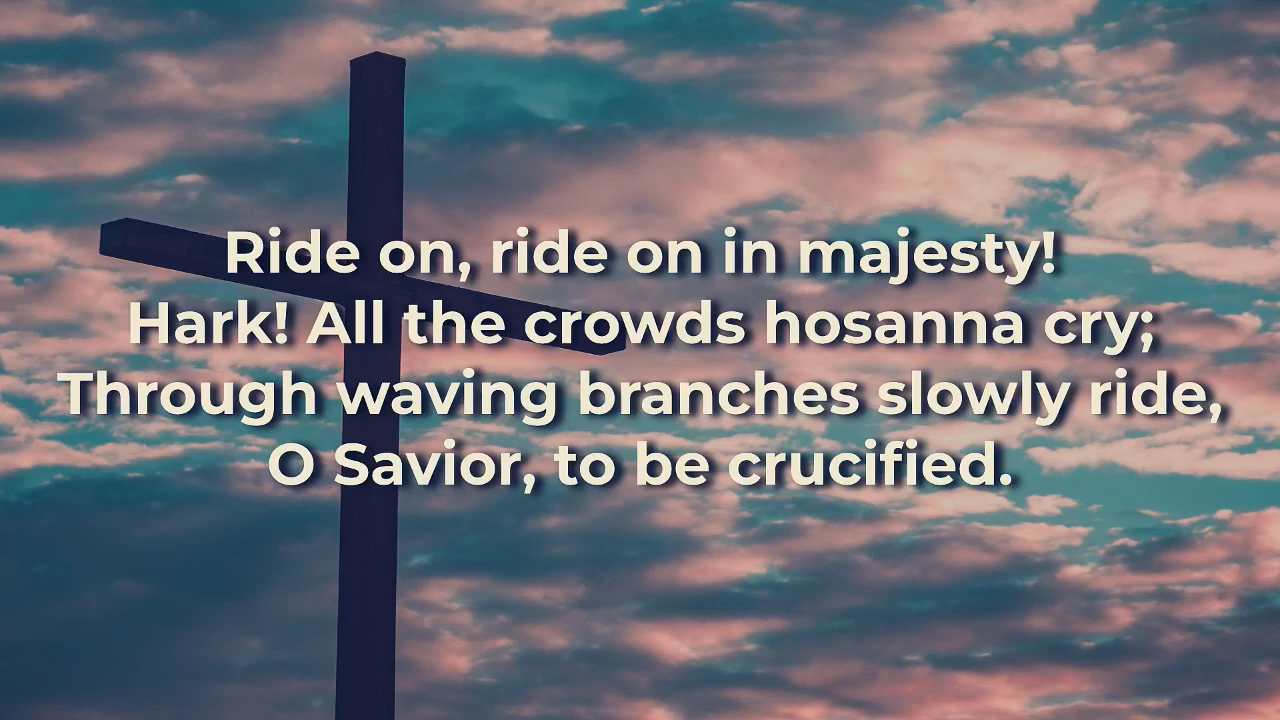 Ride on, ride on in majesty!
Hark! All the crowds hosanna cry;
Through waving branches slowly ride,
O Savior, to be crucified.